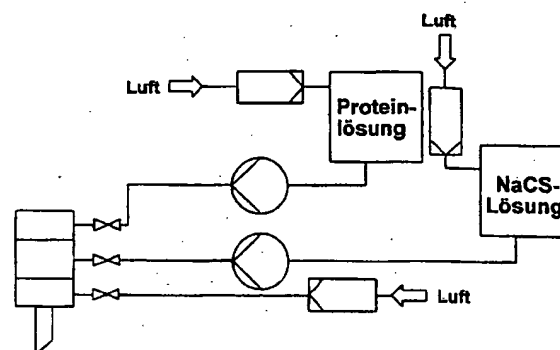 Luft
Luft
Protein-
lösung
NaCS-
Lösung
Luft